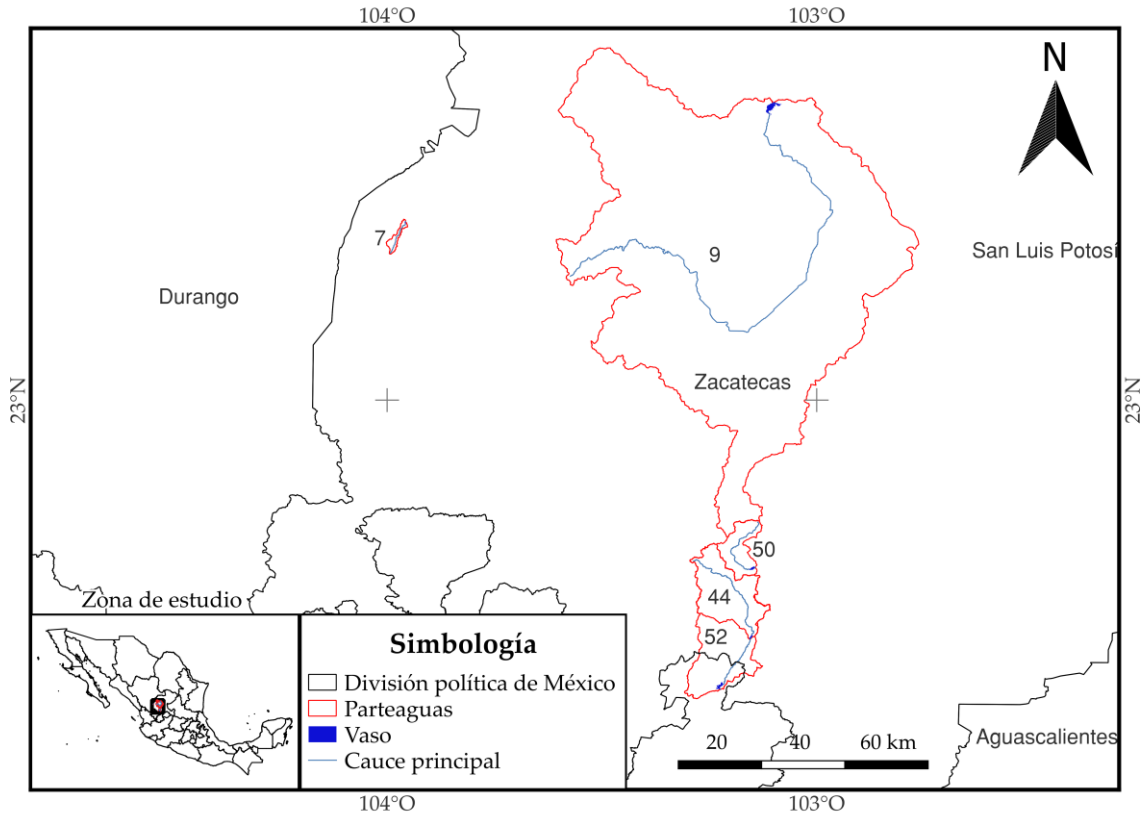 104°O 103°O
N
7
9
San Luis Potosí
Durango
Zacatecas
23°N 23°N
50
44
52
Zona de estudio
Simbología
División política de México
Parteaguas
Vaso
Cauce principal
20 40 60 km
Aguascalientes
104°O 103°O